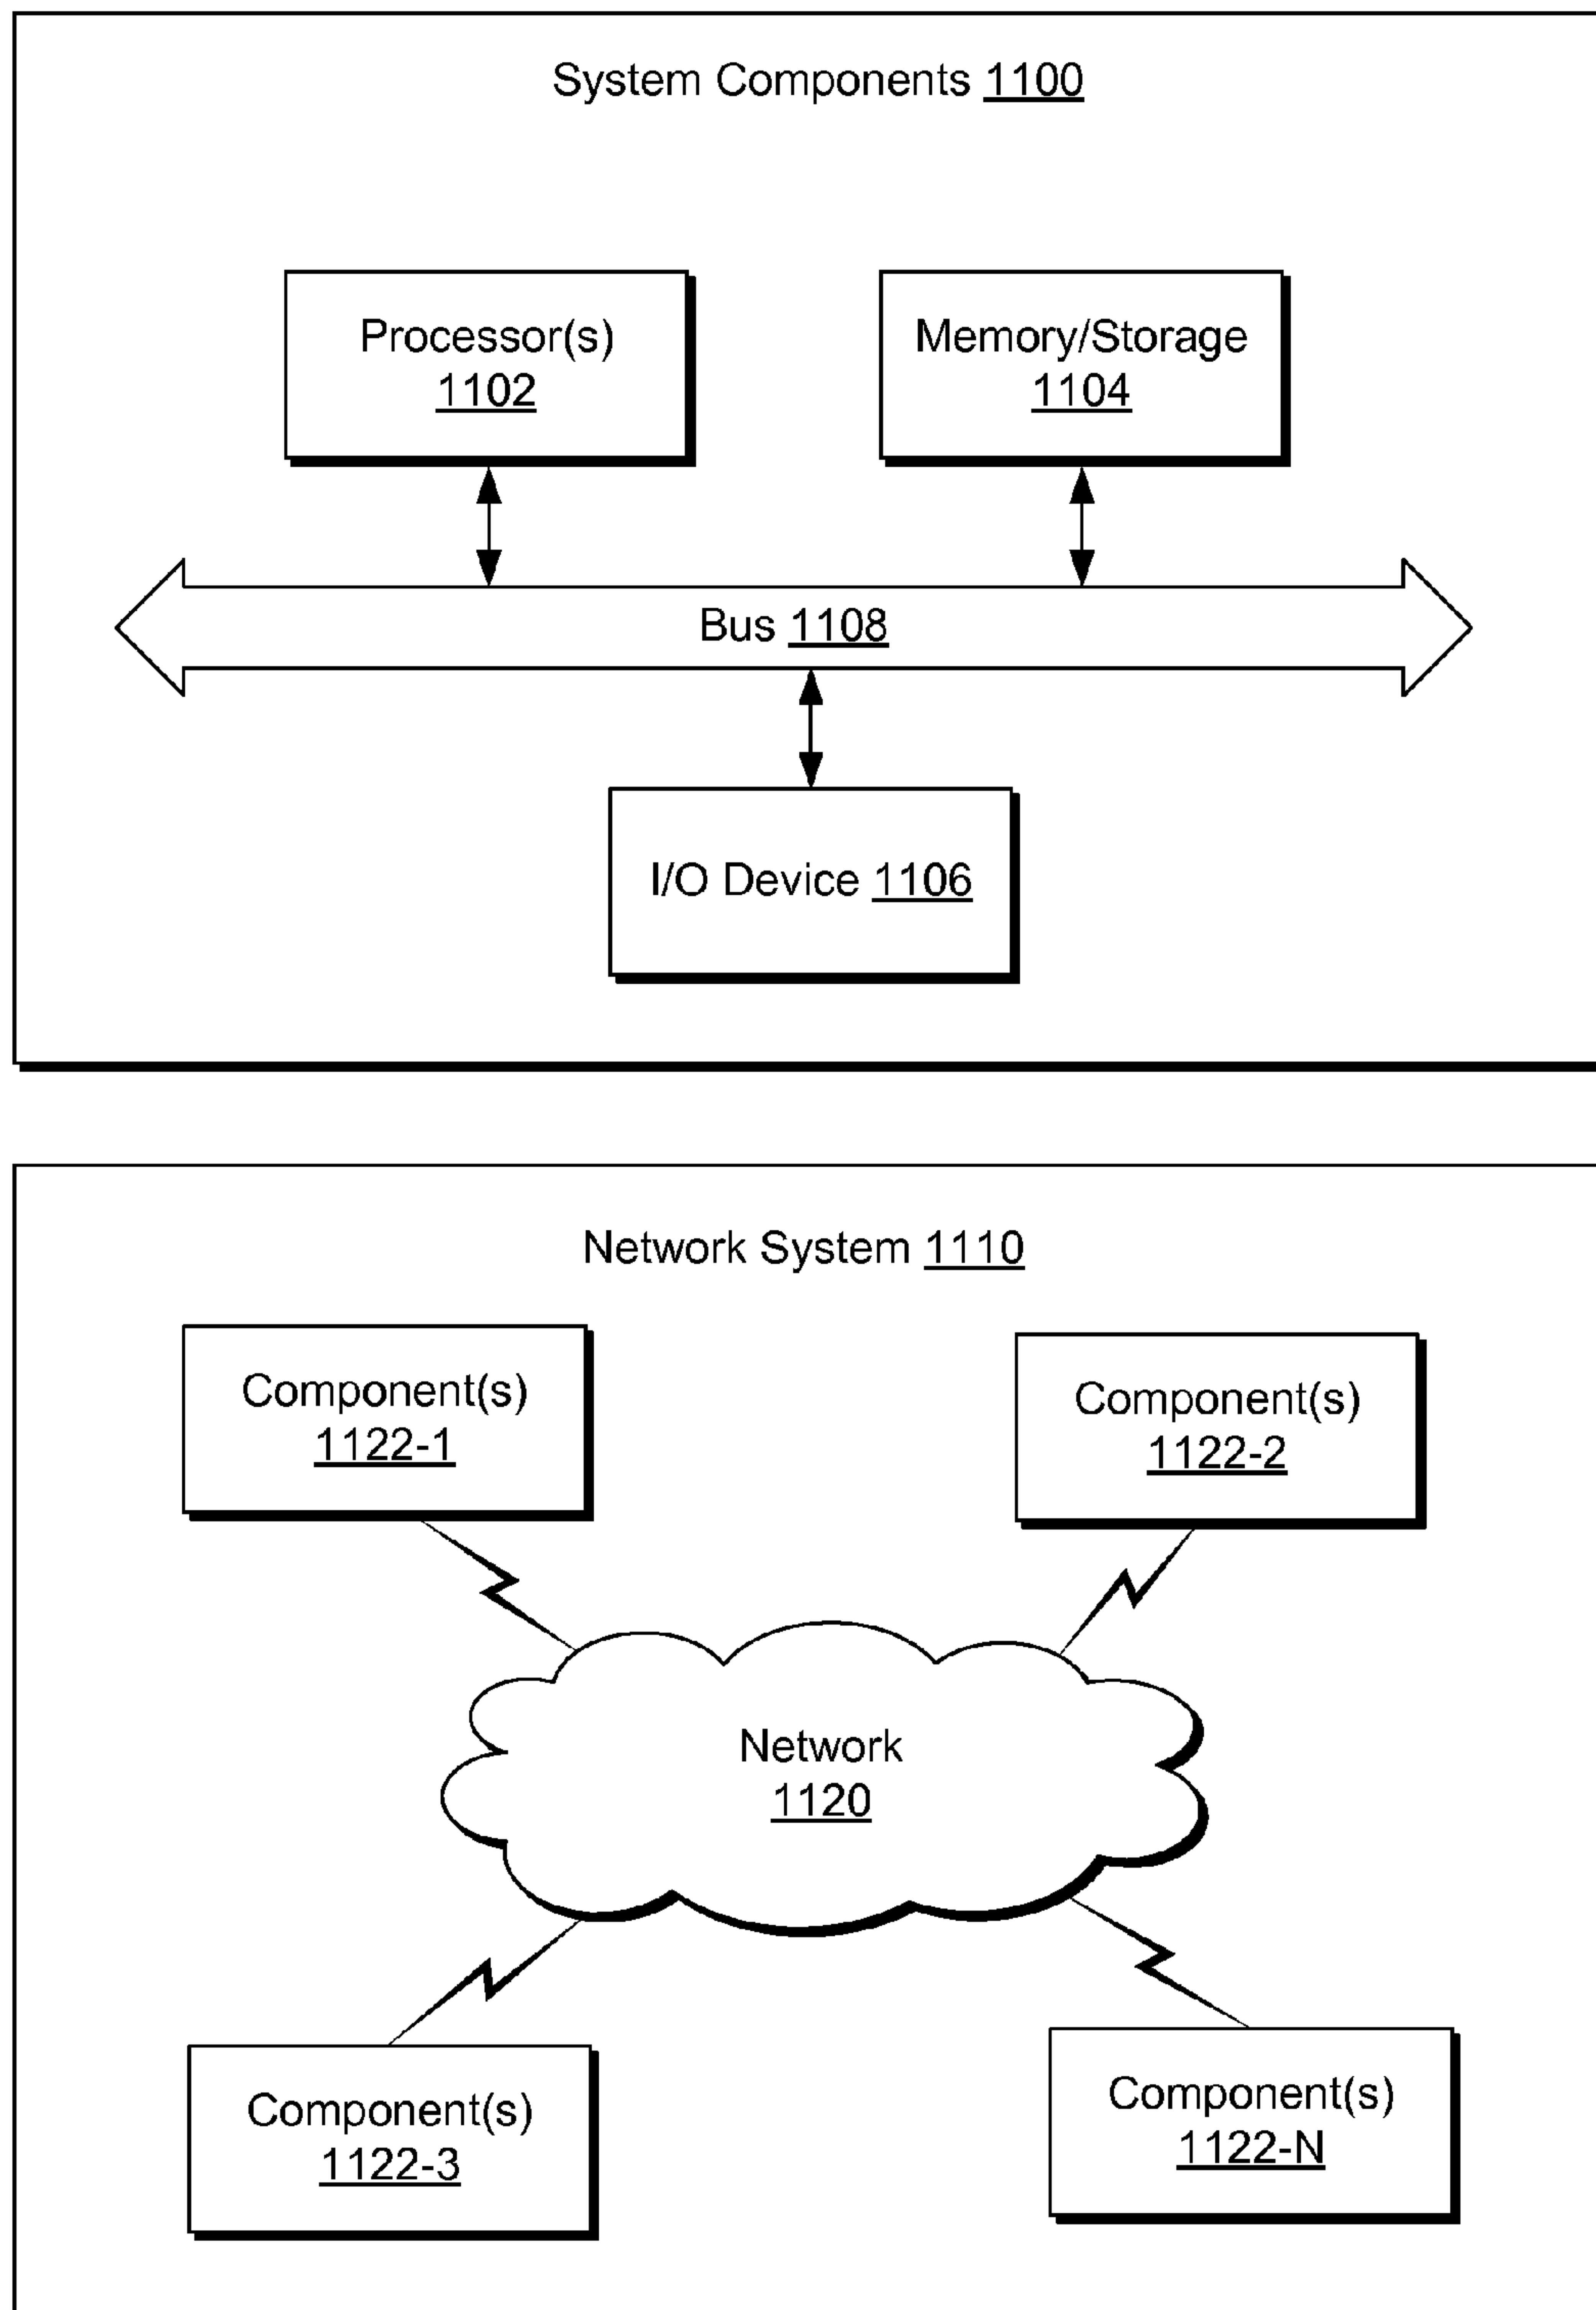 System Components 1100
Processor(s)
1102
Memory/Storage
1104
Bus 1108
I/O Device 1106
Network System 1110
Component(s)
1122-1
Component(s)
1122-2
Network
1120
Component(s)
1122-3
Component(s)
1122-N